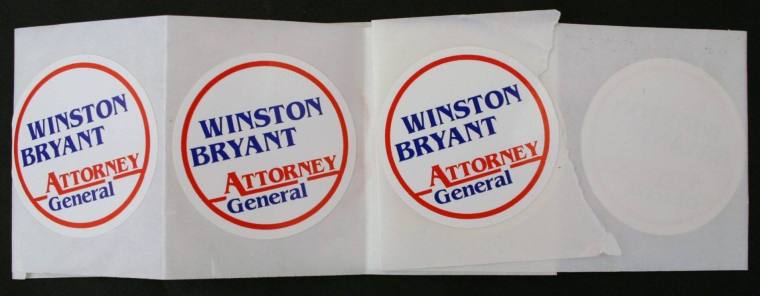 WINSTON
BRYANT
ATTORNEY
General
WINSTON
BRYANT
ATTORNEY
General
WINSTON
BRYANT
ATTORNEY
General